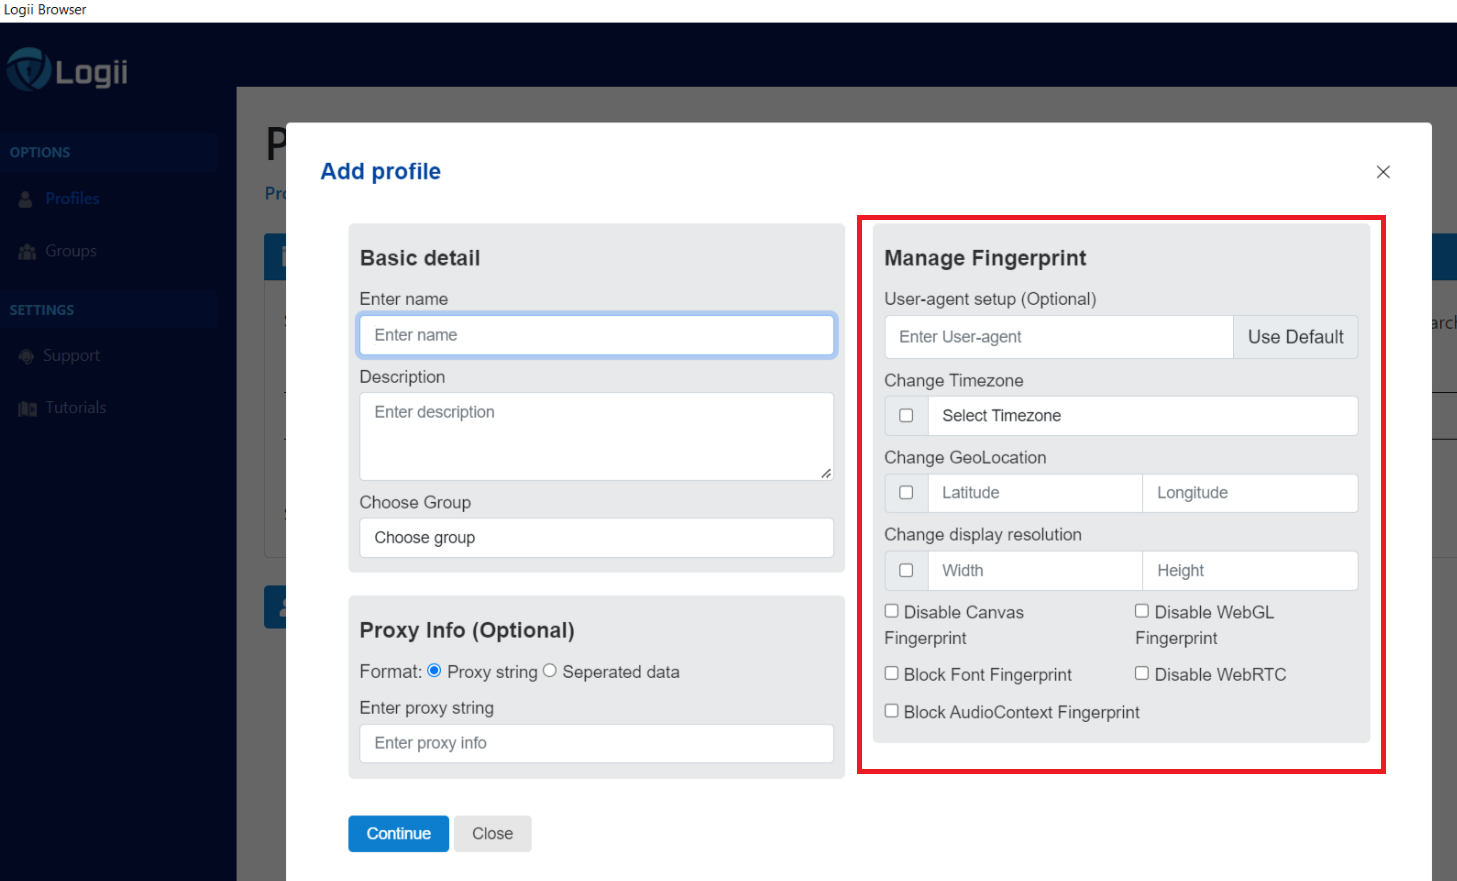 Logii Browser
Logii
OPTIONS
Profiles
Groups
SETTINGS
Support
Tutorials
Add profile
Basic detail
Enter name
Enter name
Description
Enter description
Choose Group
Choose group
Proxy Info (Optional)
Format: Proxy string Seperated data
Enter proxy string
Enter proxy info
Continue Close
Manage Fingerprint
User-agent setup (Optional)
Enter User-agent Use Default
Change Timezone
Select Timezone
Change GeoLocation
Latitude Longitude
Change display resolution
Width Height
Disable Canvas Fingerprint
Disable WebGL Fingerprint
Block Font Fingerprint Disable WebRTC
Block AudioContext Fingerprint